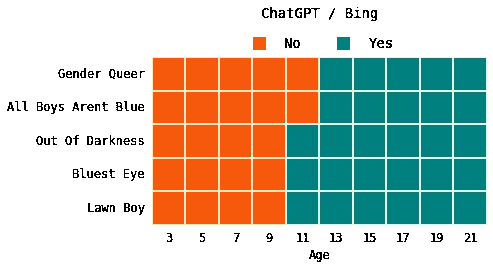 ChatGPT / Bing
No Yes
Gender Queer
All Boys Arent Blue
Out Of Darkness
Bluest Eye
Lawn Boy
3 5 7 9 11 13 15 17 19 21
Age